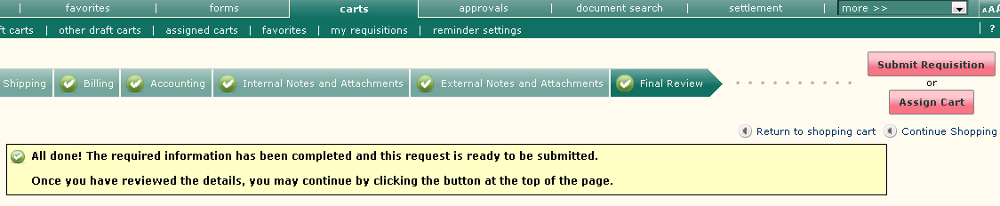 favorites | forms | carts | approvals | document search | settlement | more >> AAA
ft carts | other draft carts | assigned carts | favorites | my requisitions | reminder settings | ?
Submit Requisition
Shipping Billing Accounting Internal Notes and Attachments External Notes and Attachments Final Review
or
Assign Cart
Return to shopping cart Continue Shopping
All done! The required information has been completed and this request is ready to be submitted.
Once you have reviewed the details, you may continue by clicking the button at the top of the page.